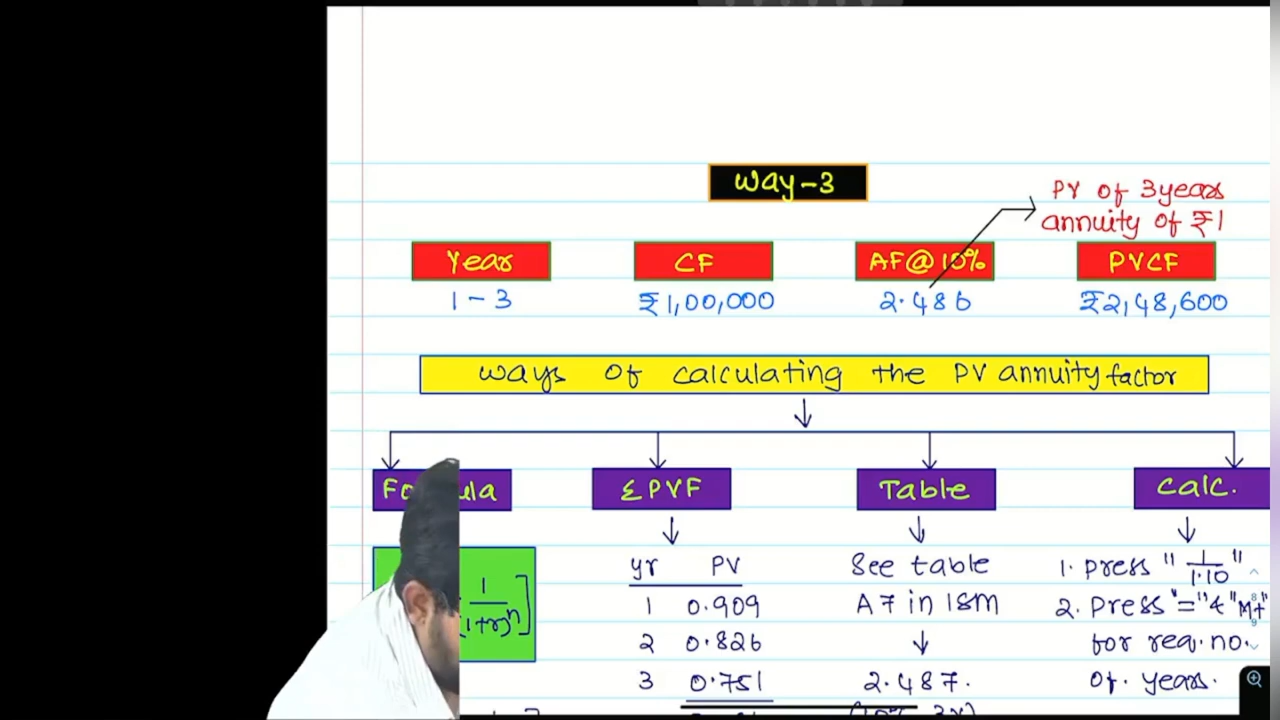 Way-3
PV of 3years
annuity of ₹1
Year CF AF@10% PVCF
1-3 ₹1,00,000 2.486 ₹2,48,600
ways of calculating the PV annuity factor
ΣPVF Table Calc.
yr PV
1 0.909
2 0.826
3 0.751
See table
A7 in ISM
2.487.
1. press "1/1.10"
2. press "=" & "M+"
for req. no.
of. years.
1/(1+r)^n]